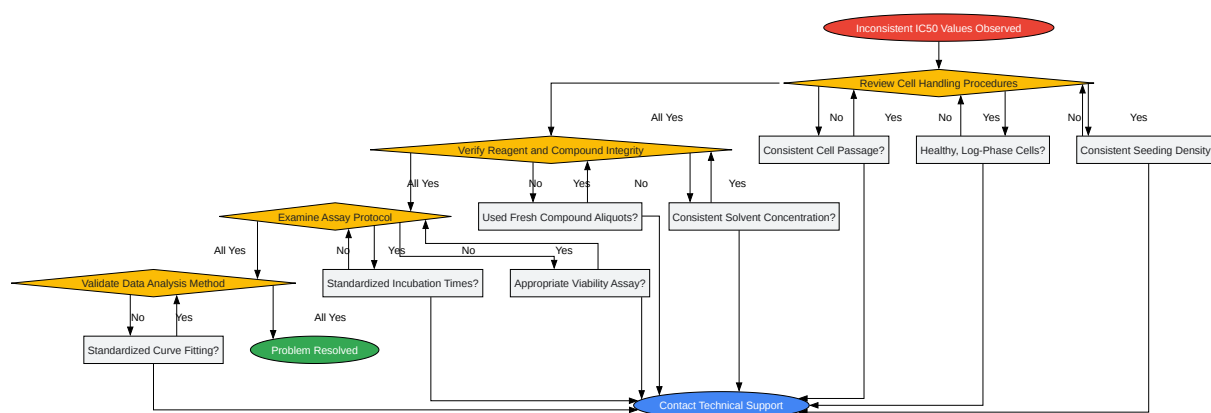 Inconsistent IC50 Values Observed
Review Cell Handling Procedures
All Yes
No
Yes
No
Yes
No
Yes
Verify Reagent and Compound Integrity
Consistent Cell Passage?
Healthy, Log-Phase Cells?
Consistent Seeding Density?
All Yes
No
Yes
No
Yes
Examine Assay Protocol
Used Fresh Compound Aliquots?
Consistent Solvent Concentration?
All Yes
No
Yes
No
Yes
Validate Data Analysis Method
Standardized Incubation Times?
Appropriate Viability Assay?
No
Yes
All Yes
Standardized Curve Fitting?
Problem Resolved
Contact Technical Support